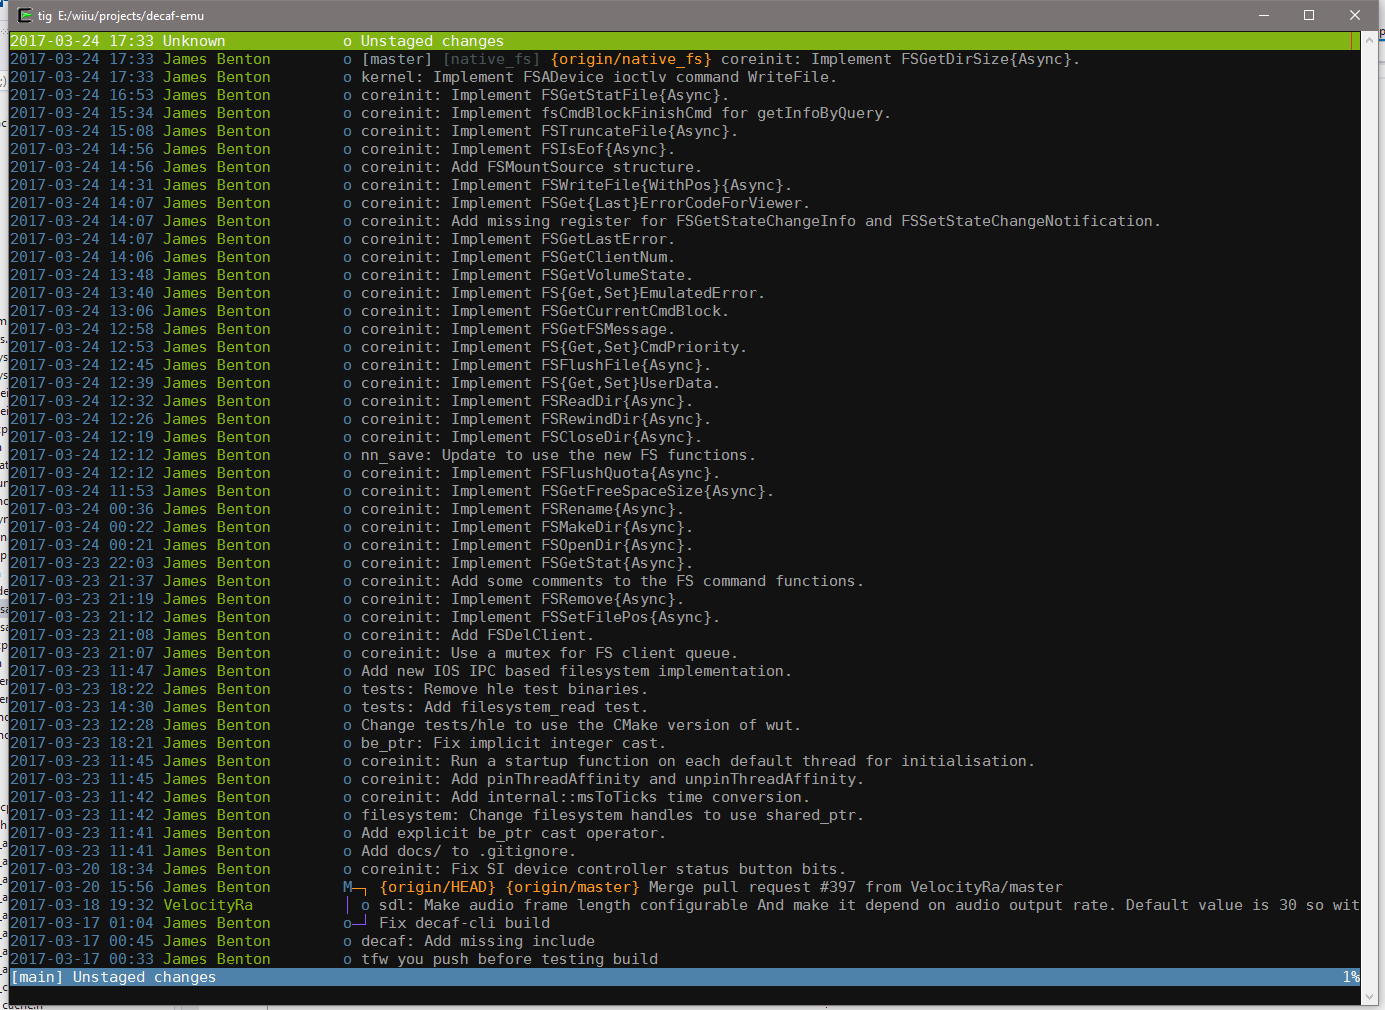 tig E:/wiiu/projects/decaf-emu
2017-03-24 17:33 Unknown o Unstaged changes
2017-03-24 17:33 James Benton o [master] [native_fs] {origin/native_fs} coreinit: Implement FSGetDirSize{Async}.
2017-03-24 17:33 James Benton o kernel: Implement FSADevice ioctlv command WriteFile.
2017-03-24 16:53 James Benton o coreinit: Implement FSGetStatFile{Async}.
2017-03-24 15:34 James Benton o coreinit: Implement fsCmdBlockFinishCmd for getInfoByQuery.
2017-03-24 15:08 James Benton o coreinit: Implement FSTruncateFile{Async}.
2017-03-24 14:56 James Benton o coreinit: Implement FSIsEof{Async}.
2017-03-24 14:56 James Benton o coreinit: Add FSMountSource structure.
2017-03-24 14:31 James Benton o coreinit: Implement FSWriteFile{WithPos}{Async}.
2017-03-24 14:07 James Benton o coreinit: Implement FSGet{Last}ErrorCodeForViewer.
2017-03-24 14:07 James Benton o coreinit: Add missing register for FSGetStateChangeInfo and FSSetStateChangeNotification.
2017-03-24 14:07 James Benton o coreinit: Implement FSGetLastError.
2017-03-24 14:06 James Benton o coreinit: Implement FSGetClientNum.
2017-03-24 13:48 James Benton o coreinit: Implement FSGetVolumeState.
2017-03-24 13:40 James Benton o coreinit: Implement FS{Get,Set}EmulatedError.
2017-03-24 13:06 James Benton o coreinit: Implement FSGetCurrentCmdBlock.
2017-03-24 12:58 James Benton o coreinit: Implement FSGetFSMessage.
2017-03-24 12:53 James Benton o coreinit: Implement FS{Get,Set}CmdPriority.
2017-03-24 12:45 James Benton o coreinit: Implement FSFlushFile{Async}.
2017-03-24 12:39 James Benton o coreinit: Implement FS{Get,Set}UserData.
2017-03-24 12:32 James Benton o coreinit: Implement FSReadDir{Async}.
2017-03-24 12:26 James Benton o coreinit: Implement FSRewindDir{Async}.
2017-03-24 12:19 James Benton o coreinit: Implement FSCloseDir{Async}.
2017-03-24 12:12 James Benton o nn_save: Update to use the new FS functions.
2017-03-24 12:12 James Benton o coreinit: Implement FSFlushQuota{Async}.
2017-03-24 11:53 James Benton o coreinit: Implement FSGetFreeSpaceSize{Async}.
2017-03-24 00:36 James Benton o coreinit: Implement FSRename{Async}.
2017-03-24 00:22 James Benton o coreinit: Implement FSMakeDir{Async}.
2017-03-24 00:21 James Benton o coreinit: Implement FSOpenDir{Async}.
2017-03-23 22:03 James Benton o coreinit: Implement FSGetStat{Async}.
2017-03-23 21:37 James Benton o coreinit: Add some comments to the FS command functions.
2017-03-23 21:19 James Benton o coreinit: Implement FSRemove{Async}.
2017-03-23 21:12 James Benton o coreinit: Implement FSSetFilePos{Async}.
2017-03-23 21:08 James Benton o coreinit: Add FSDelClient.
2017-03-23 21:07 James Benton o coreinit: Use a mutex for FS client queue.
2017-03-23 11:47 James Benton o Add new IOS IPC based filesystem implementation.
2017-03-23 18:22 James Benton o tests: Remove hle test binaries.
2017-03-23 14:30 James Benton o tests: Add filesystem_read test.
2017-03-23 12:28 James Benton o Change tests/hle to use the CMake version of wut.
2017-03-23 18:21 James Benton o be_ptr: Fix implicit integer cast.
2017-03-23 11:45 James Benton o coreinit: Run a startup function on each default thread for initialisation.
2017-03-23 11:45 James Benton o coreinit: Add pinThreadAffinity and unpinThreadAffinity.
2017-03-23 11:42 James Benton o coreinit: Add internal::msToTicks time conversion.
2017-03-23 11:42 James Benton o filesystem: Change filesystem handles to use shared_ptr.
2017-03-23 11:41 James Benton o Add explicit be_ptr cast operator.
2017-03-23 11:41 James Benton o Add docs/ to .gitignore.
2017-03-20 18:34 James Benton o coreinit: Fix SI device controller status button bits.
2017-03-20 15:56 James Benton M─┐ {origin/HEAD} {origin/master} Merge pull request #397 from VelocityRa/master
2017-03-18 19:32 VelocityRa │ o sdl: Make audio frame length configurable And make it depend on audio output rate. Default value is 30 so wit
2017-03-17 01:04 James Benton o─┘ Fix decaf-cli build
2017-03-17 00:45 James Benton o decaf: Add missing include
2017-03-17 00:33 James Benton o tfw you push before testing build
[main] Unstaged changes 1%